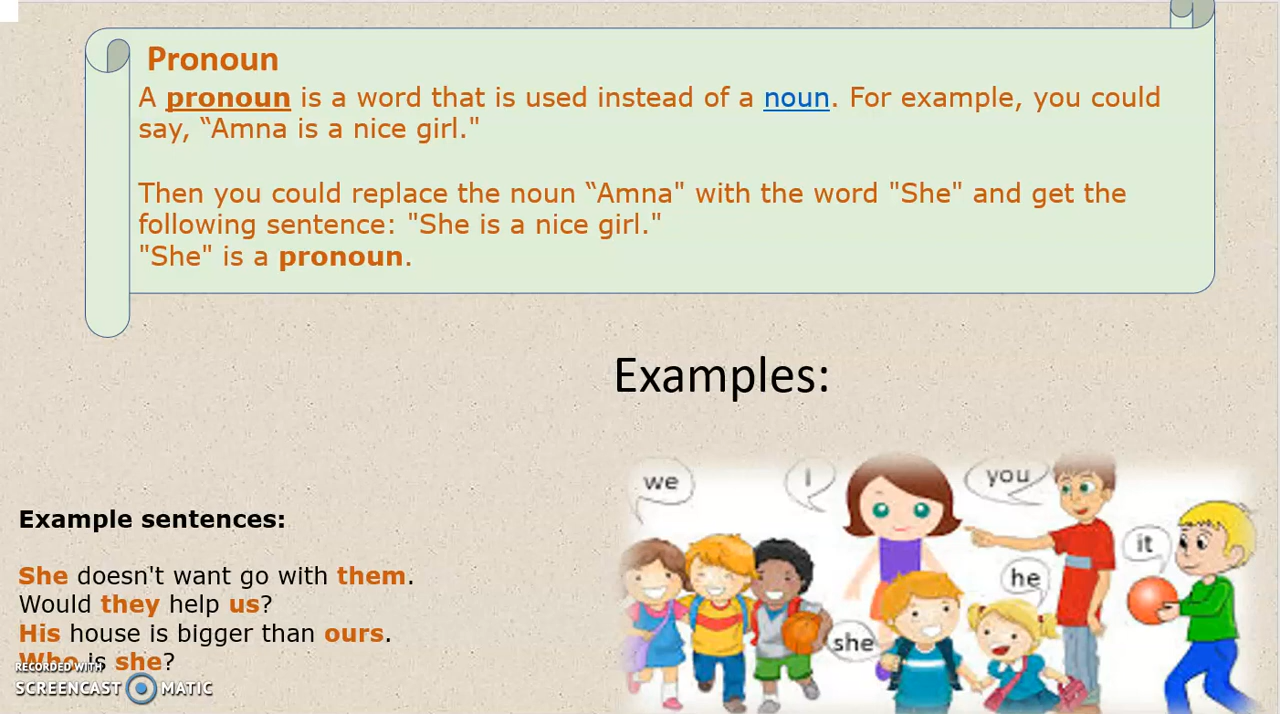 Pronoun
A pronoun is a word that is used instead of a noun. For example, you could
say, “Amna is a nice girl."
Then you could replace the noun “Amna" with the word "She" and get the
following sentence: "She is a nice girl."
"She" is a pronoun.
Examples:
we
i
you
it
he
she
Example sentences:
She doesn't want go with them.
Would they help us?
His house is bigger than ours.
Who is she?
RECORDED WITH
SCREENCAST MATIC